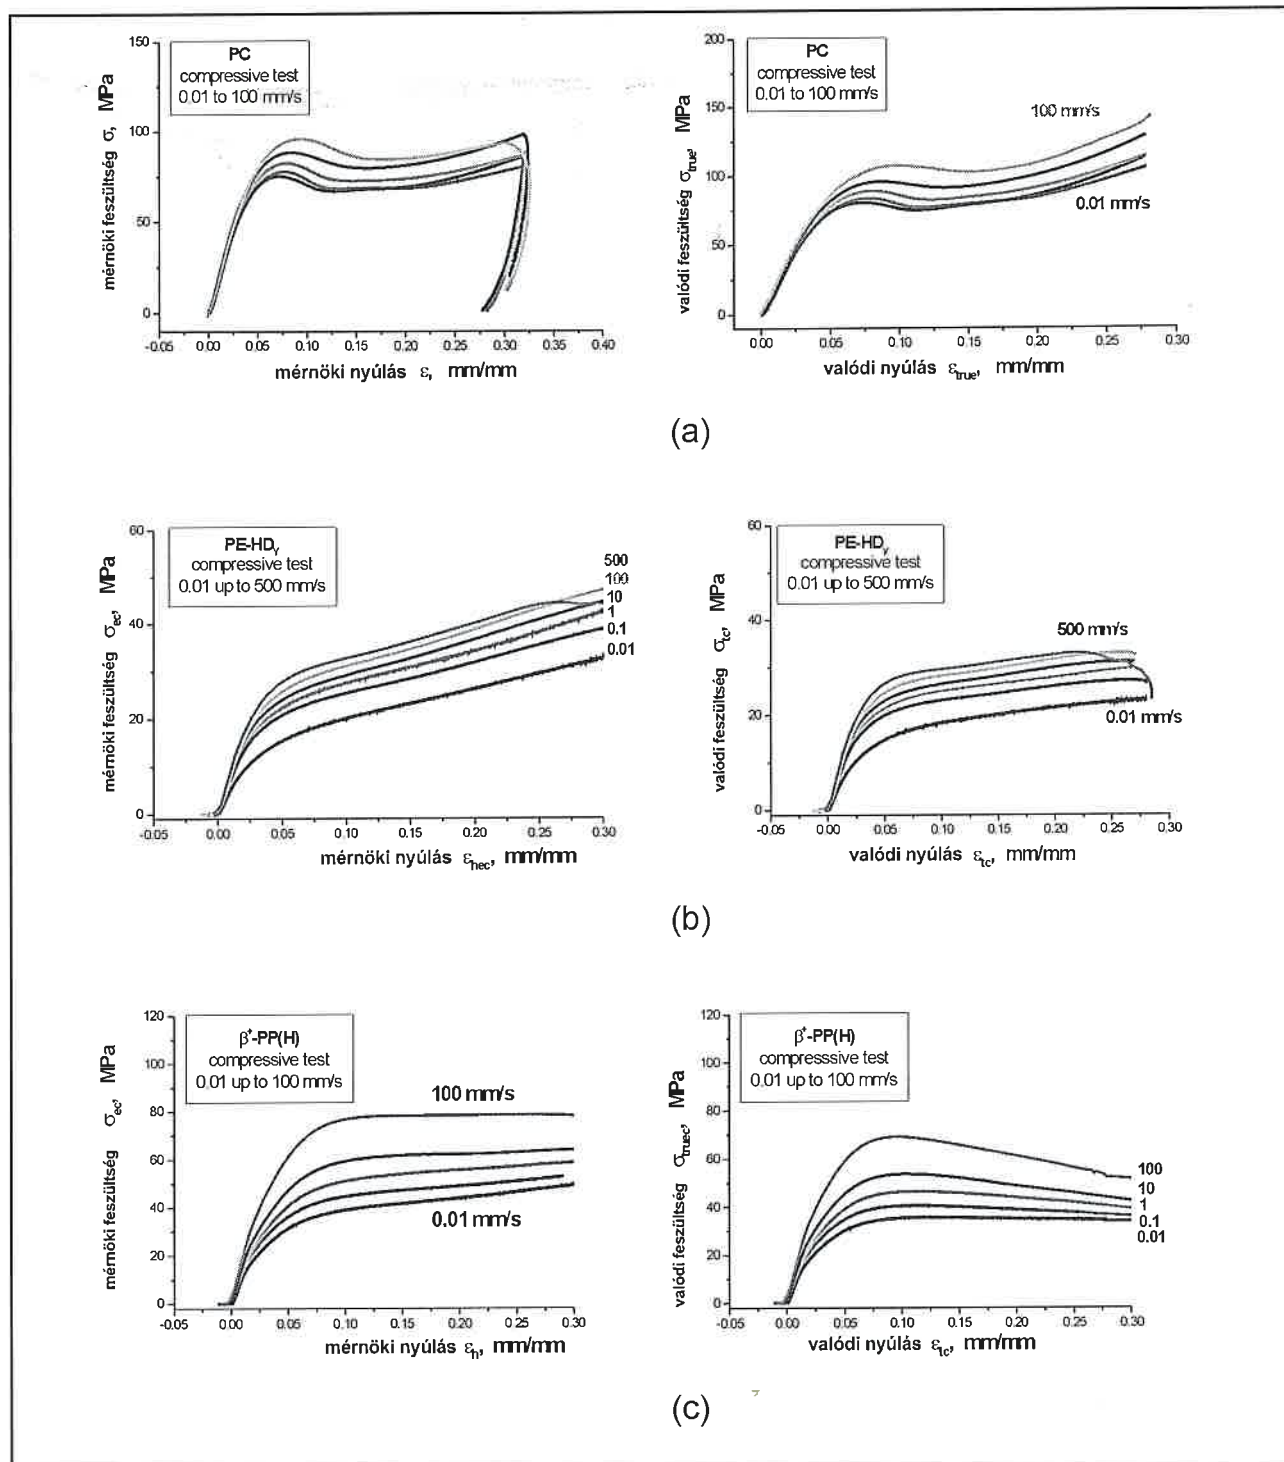 PC
compressive test
0.01 to 100 mm/s
mérnöki feszültség σ, MPa
150
100
50
0
-0.05 0.00 0.05 0.10 0.15 0.20 0.25 0.30 0.35 0.40
mérnöki nyúlás ε, mm/mm
PC
compressive test
0.01 to 100 mm/s
valódi feszültség σtrue, MPa
200
150
100
50
0
100 mm/s
0.01 mm/s
0.00 0.05 0.10 0.15 0.20 0.25 0.30
valódi nyúlás εtrue, mm/mm
(a)
PE-HDγ
compressive test
0.01 up to 500 mm/s
mérnöki feszültség σec, MPa
60
40
20
0
500
100
10
1
0.1
0.01
-0.05 0.00 0.05 0.10 0.15 0.20 0.25 0.30
mérnöki nyúlás εhec, mm/mm
PE-HDγ
compressive test
0.01 up to 500 mm/s
valódi feszültség σtc, MPa
60
40
20
0
500 mm/s
0.01 mm/s
-0.05 0.00 0.05 0.10 0.15 0.20 0.25 0.30
valódi nyúlás εtc, mm/mm
(b)
β⁺-PP(H)
compressive test
0.01 up to 100 mm/s
mérnöki feszültség σec, MPa
120
100
80
60
40
20
0
100 mm/s
0.01 mm/s
-0.05 0.00 0.05 0.10 0.15 0.20 0.25 0.30
mérnöki nyúlás εh, mm/mm
β⁺-PP(H)
compresssive test
0.01 up to 100 mm/s
valódi feszültség σtruec, MPa
120
100
80
60
40
20
0
100
10
1
0.1
0.01
-0.05 0.00 0.05 0.10 0.15 0.20 0.25 0.30
valódi nyúlás εtc, mm/mm
(c)